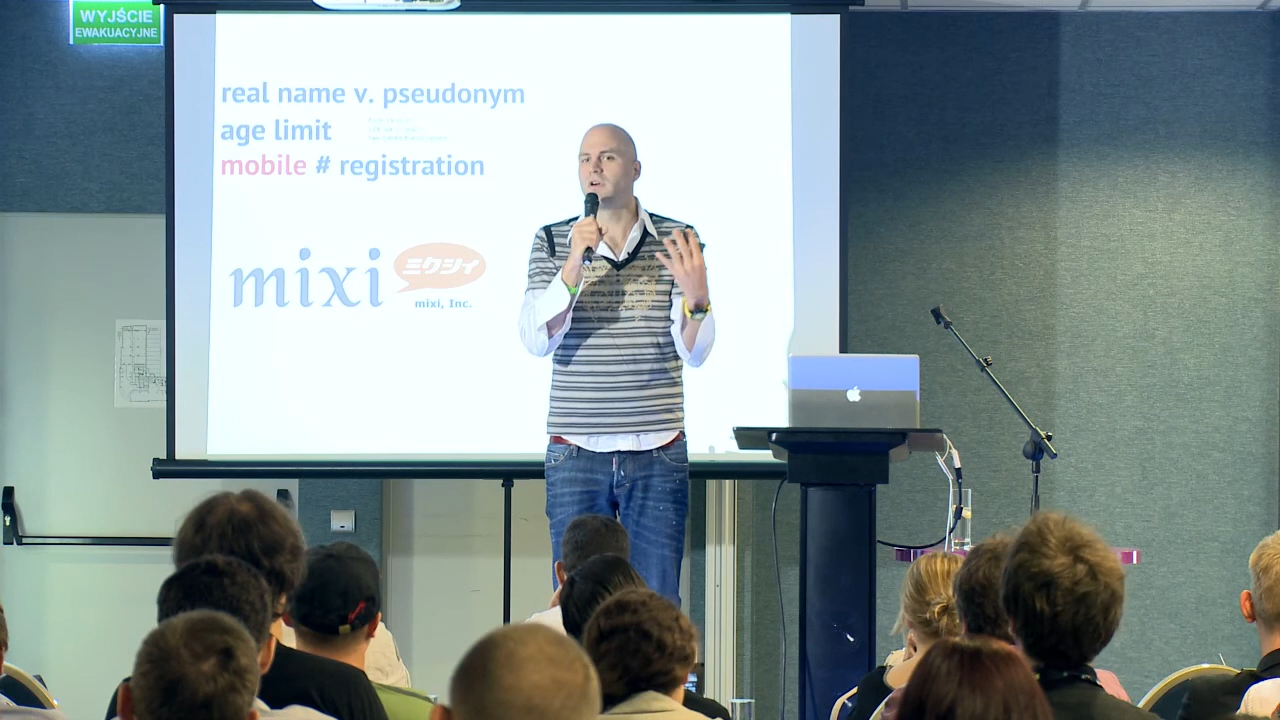 WYJŚCIE
EWAKUACYJNE
real name v. pseudonym
age limit
mobile # registration
mixi ミクシィ
mixi, Inc.